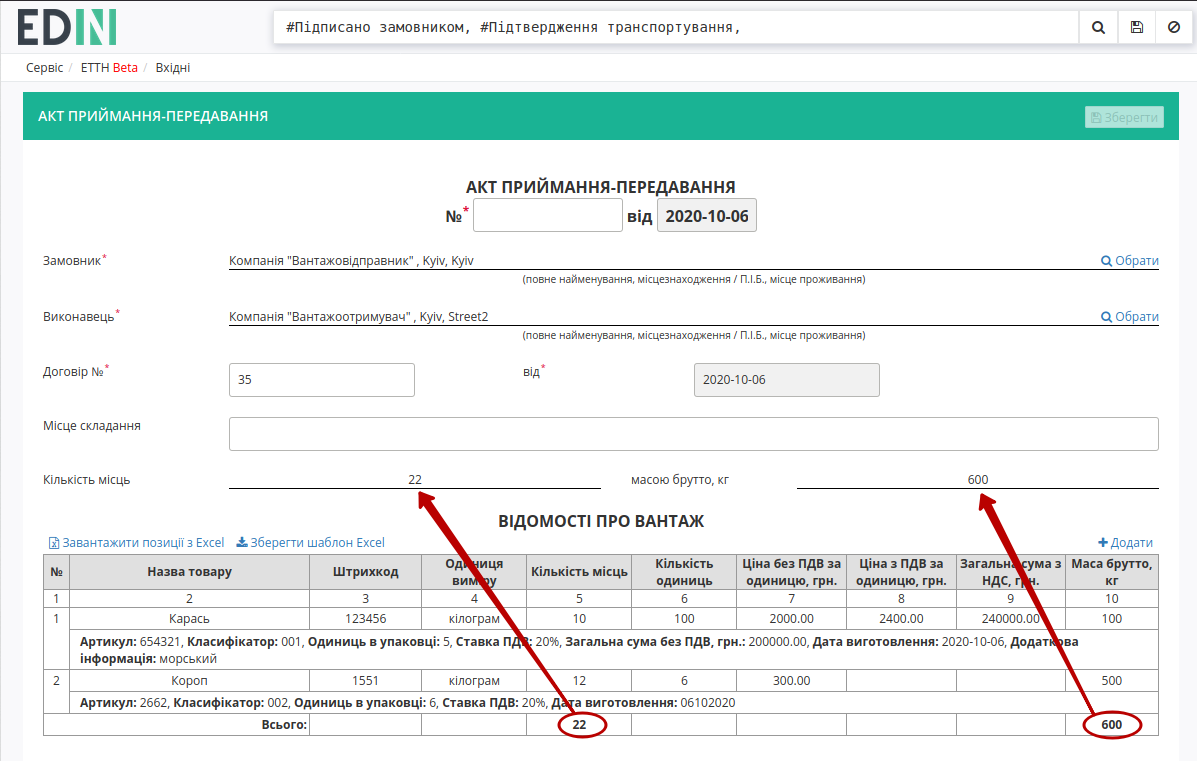 EDIN
#Підписано замовником, #Підтвердження транспортування,
Сервіс / ЕТТН Beta / Вхідні
АКТ ПРИЙМАННЯ-ПЕРЕДАВАННЯ
Зберегти
АКТ ПРИЙМАННЯ-ПЕРЕДАВАННЯ
№* від 2020-10-06
Замовник* Компанія "Вантажовідправник" , Kyiv, Kyiv Обрати
(повне найменування, місцезнаходження / П.І.Б., місце проживання)
Виконавець* Компанія "Вантажоотримувач" , Kyiv, Street2 Обрати
(повне найменування, місцезнаходження / П.І.Б., місце проживання)
Договір №* 35 від* 2020-10-06
Місце складання
Кількість місць 22 масою брутто, кг 600
ВІДОМОСТІ ПРО ВАНТАЖ
Завантажити позиції з Excel Зберегти шаблон Excel Додати
№ Назва товару Штрихкод Одиниця виміру Кількість місць Кількість одиниць Ціна без ПДВ за одиницю, грн. Ціна з ПДВ за одиницю, грн. Загальна сума з НДС, грн. Маса брутто, кг
1 2 3 4 5 6 7 8 9 10
1 Карась 123456 кілограм 10 100 2000.00 2400.00 240000.00 100
Артикул: 654321, Класифікатор: 001, Одиниць в упаковці: 5, Ставка ПДВ: 20%, Загальна сума без ПДВ, грн.: 200000.00, Дата виготовлення: 2020-10-06, Додаткова
інформація: морський
2 Короп 1551 кілограм 12 6 300.00 500
Артикул: 2662, Класифікатор: 002, Одиниць в упаковці: 6, Ставка ПДВ: 20%, Дата виготовлення: 06102020
Всього: 22 600